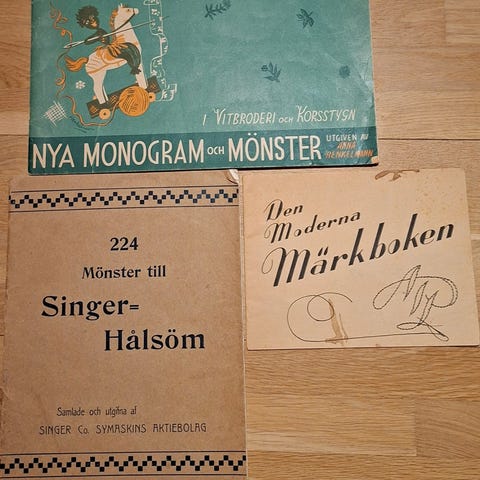 I VITBRODERI OCH KORSSTYGN
NYA MONOGRAM OCH MÖNSTER
UTGIVEN AV
ANNA
HENKELMANN
224
Mönster till
Singer=
Hålsöm
Samlade och utgifna af
SINGER Co. SYMASKINS AKTIEBOLAG
Den
Moderna
Märkboken